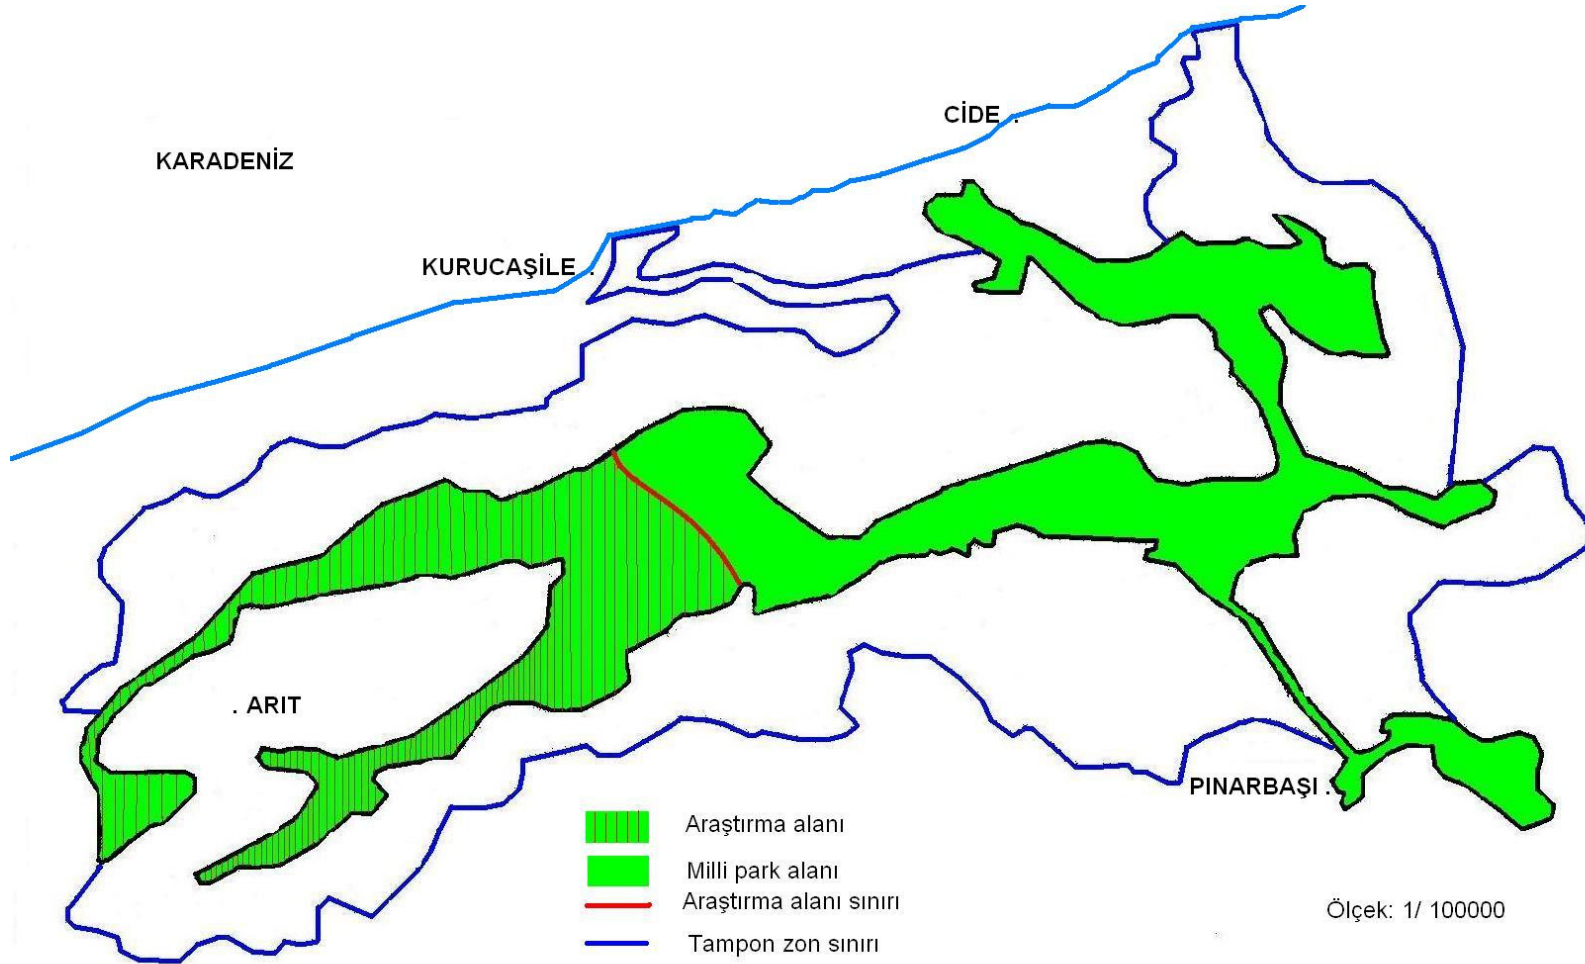 CİDE .
KARADENİZ
KURUCAŞİLE .
. ARIT
PINARBAŞI .
Araştırma alanı
Milli park alanı
Araştırma alanı sınırı
Tampon zon sınırı
Ölçek: 1/ 100000